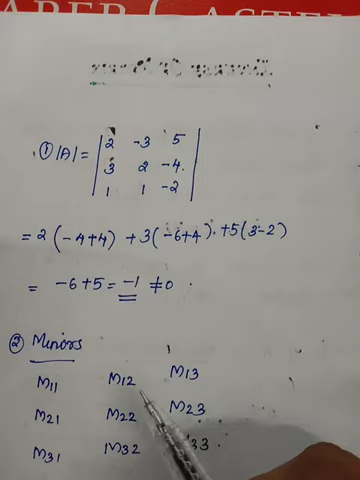 ① |A| = | 2 -3 5 |
| 3 2 -4 |
| 1 1 -2 |
= 2 (-4+4) + 3(-6+4) + 5(3-2)
= -6+5 = -1 ≠0
② Minors
M11 M12 M13
M21 M22 M23
M31 M32 33